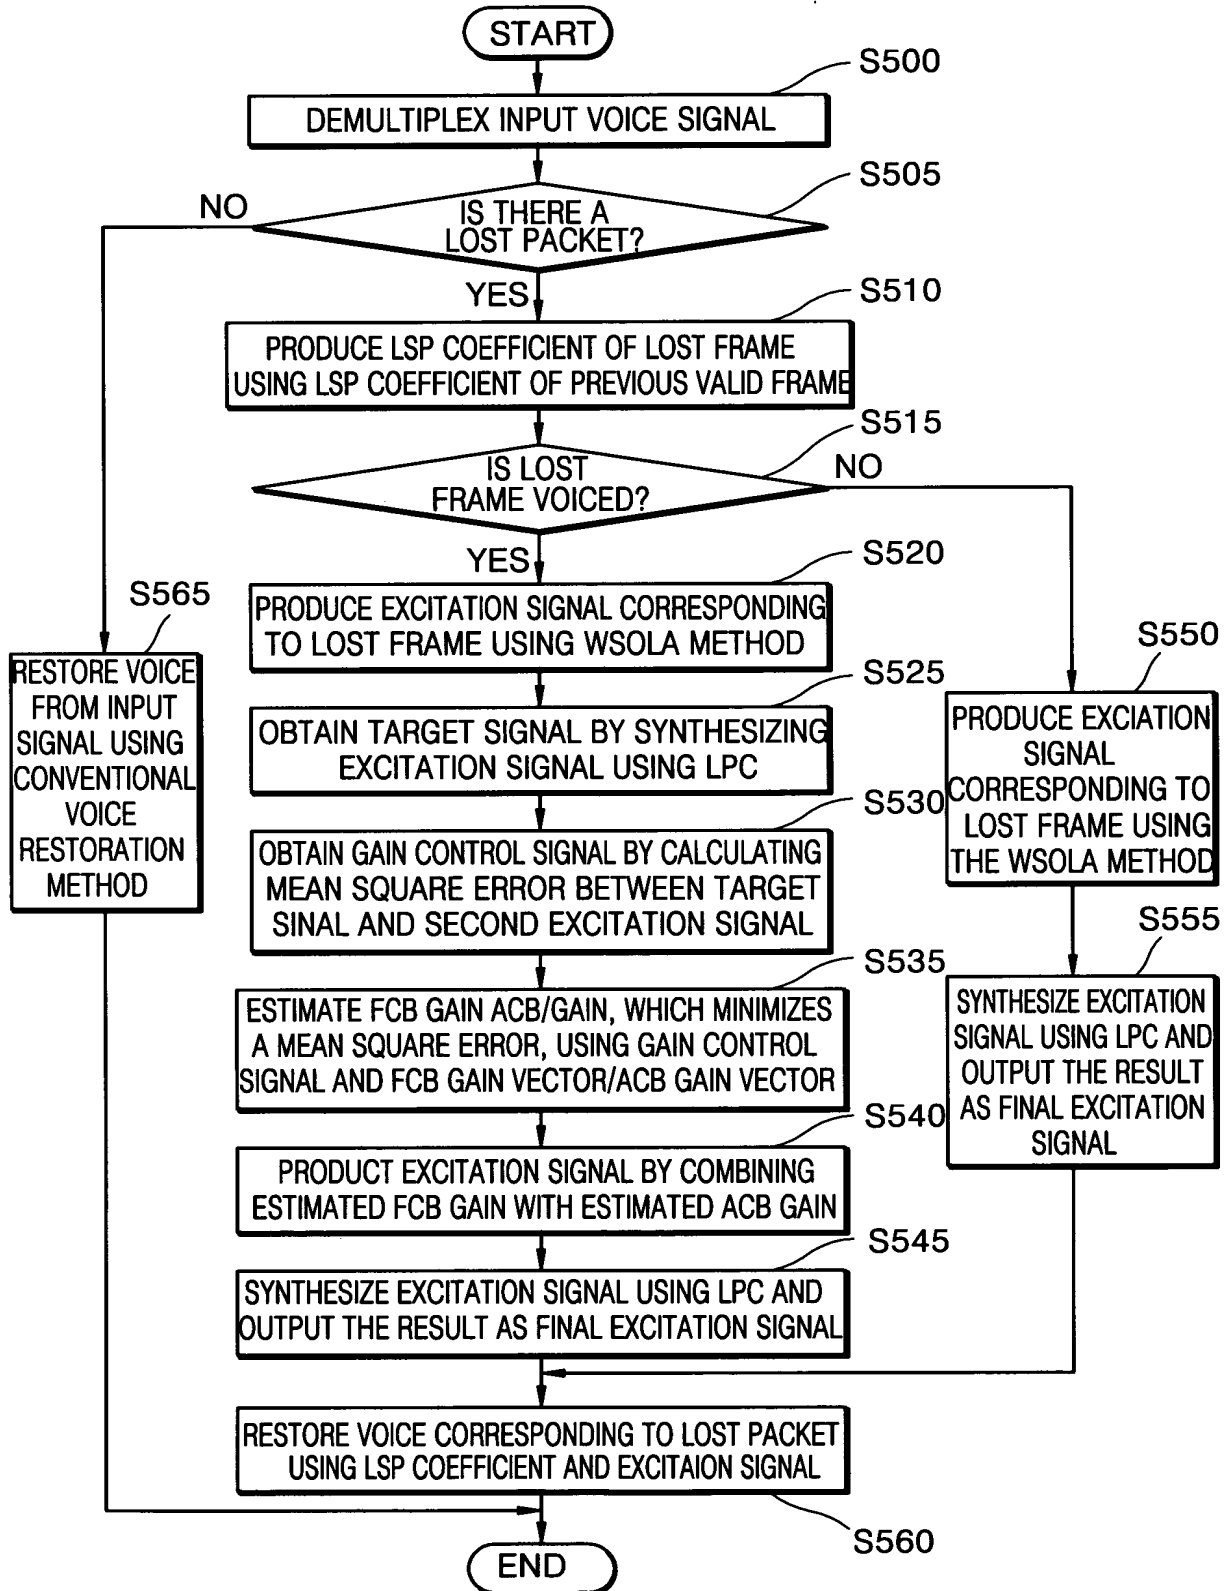 START
S500
DEMULTIPLEX INPUT VOICE SIGNAL
S505
NO
IS THERE A
LOST PACKET?
YES
S510
PRODUCE LSP COEFFICIENT OF LOST FRAME
USING LSP COEFFICIENT OF PREVIOUS VALID FRAME
S515
IS LOST
FRAME VOICED?
NO
YES
S520
PRODUCE EXCITATION SIGNAL CORRESPONDING
TO LOST FRAME USING WSOLA METHOD
S525
OBTAIN TARGET SIGNAL BY SYNTHESIZING
EXCITATION SIGNAL USING LPC
S530
OBTAIN GAIN CONTROL SIGNAL BY CALCULATING
MEAN SQUARE ERROR BETWEEN TARGET
SINAL AND SECOND EXCITATION SIGNAL
S535
ESTIMATE FCB GAIN ACB/GAIN, WHICH MINIMIZES
A MEAN SQUARE ERROR, USING GAIN CONTROL
SIGNAL AND FCB GAIN VECTOR/ACB GAIN VECTOR
S540
PRODUCT EXCITATION SIGNAL BY COMBINING
ESTIMATED FCB GAIN WITH ESTIMATED ACB GAIN
S545
SYNTHESIZE EXCITATION SIGNAL USING LPC AND
OUTPUT THE RESULT AS FINAL EXCITATION SIGNAL
S565
RESTORE VOICE
FROM INPUT
SIGNAL USING
CONVENTIONAL
VOICE
RESTORATION
METHOD
S550
PRODUCE EXCIATION
SIGNAL
CORRESPONDING TO
LOST FRAME USING
THE WSOLA METHOD
S555
SYNTHESIZE EXCITATION
SIGNAL USING LPC AND
OUTPUT THE RESULT
AS FINAL EXCITATION
SIGNAL
RESTORE VOICE CORRESPONDING TO LOST PACKET
USING LSP COEFFICIENT AND EXCITAION SIGNAL
S560
END